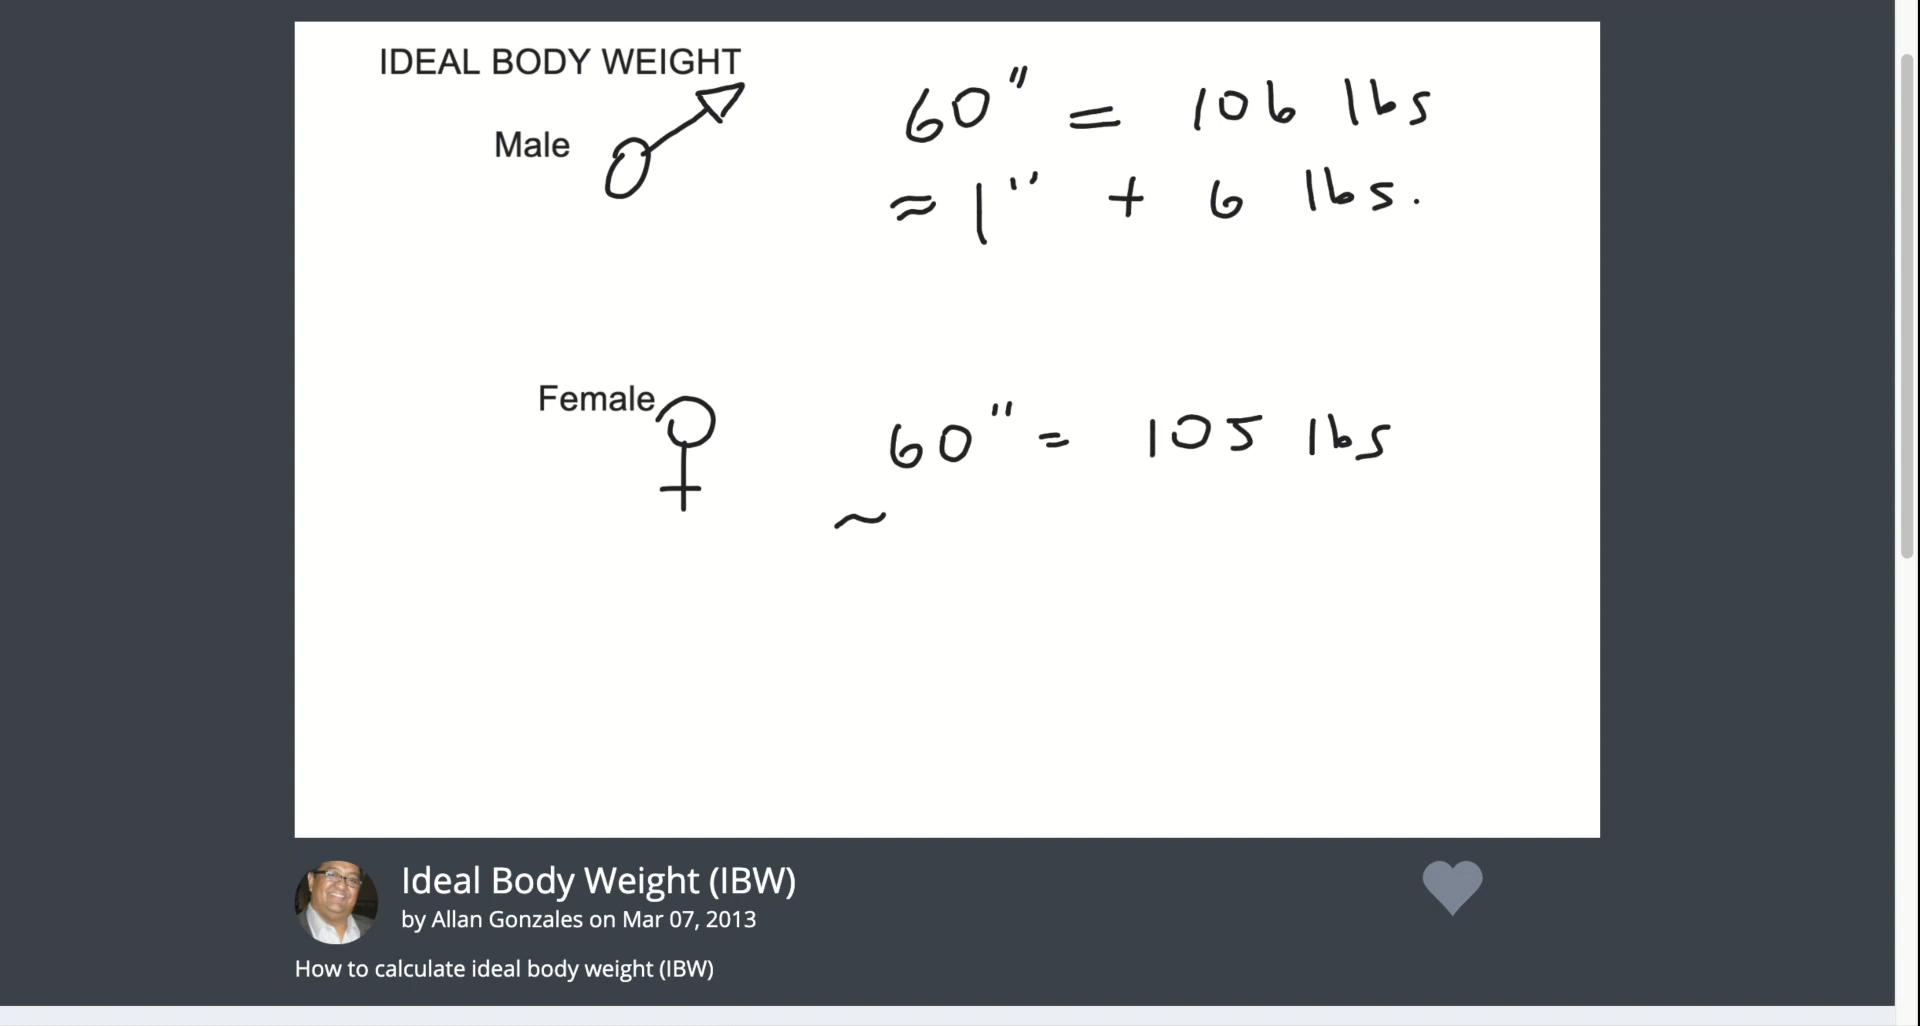 IDEAL BODY WEIGHT
Male
60" = 106 lbs
≈ 1" + 6 lbs.
Female
60" = 105 lbs
~
Ideal Body Weight (IBW)
by Allan Gonzales on Mar 07, 2013
How to calculate ideal body weight (IBW)